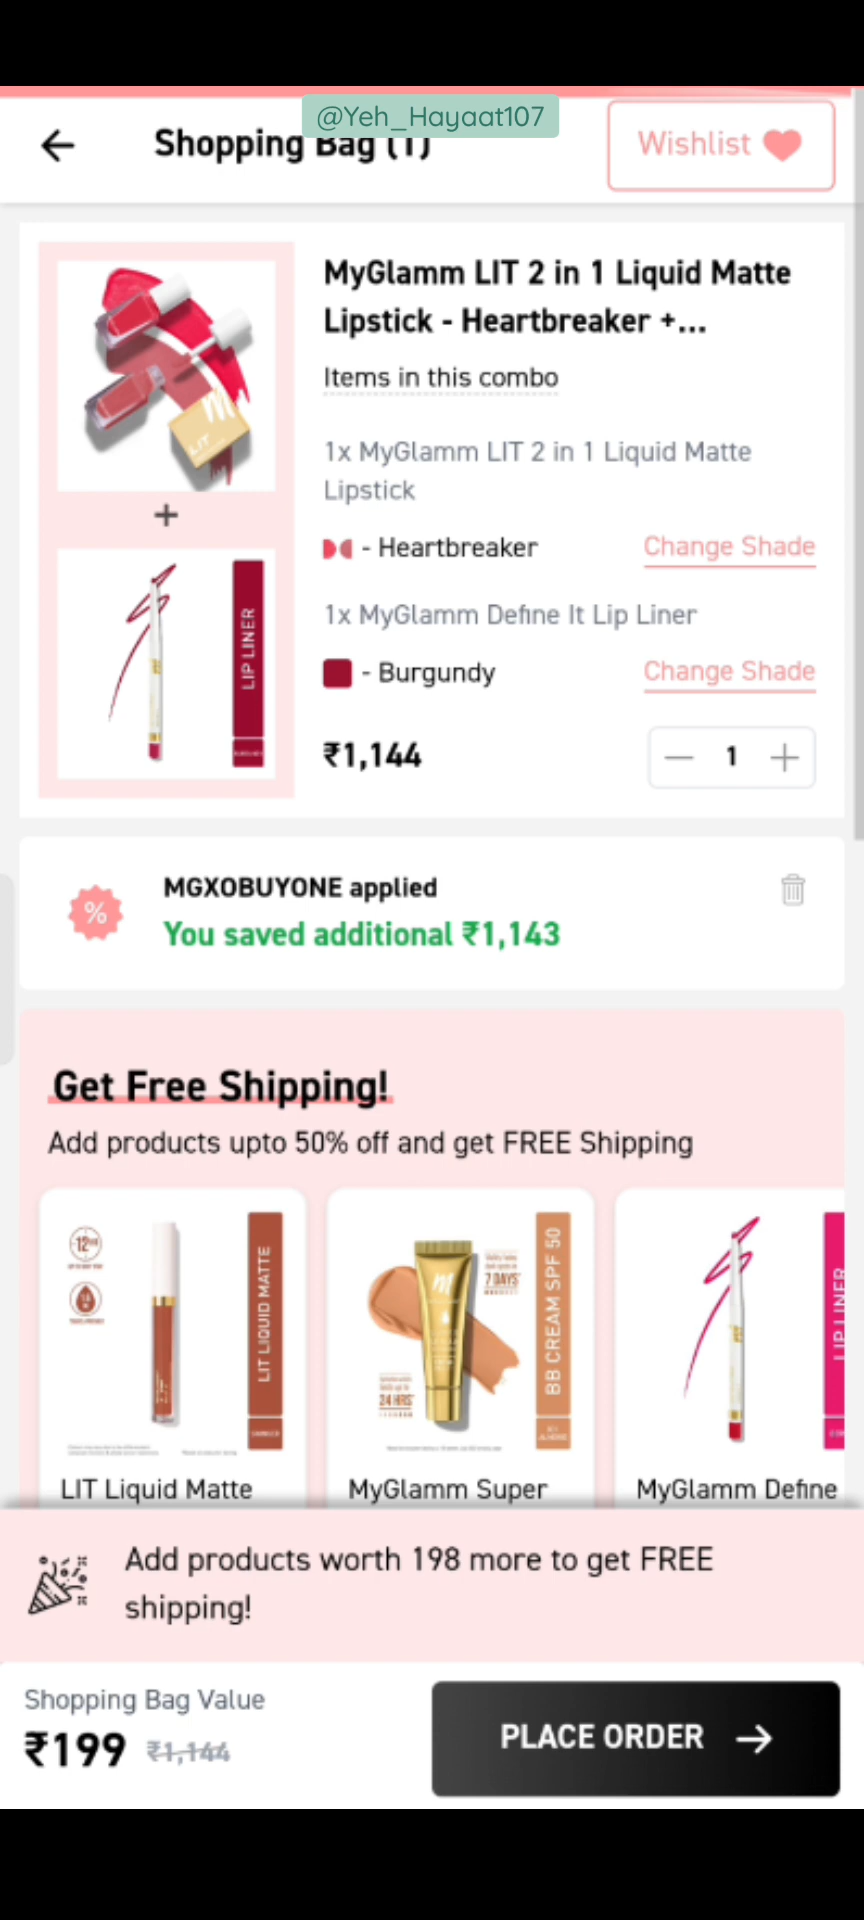 @Yeh_Hayaat107
Shopping Bag (1)
Wishlist
MyGlamm LIT 2 in 1 Liquid Matte
Lipstick - Heartbreaker +...
Items in this combo
1x MyGlamm LIT 2 in 1 Liquid Matte
Lipstick
- Heartbreaker
Change Shade
1x MyGlamm Define It Lip Liner
- Burgundy
Change Shade
₹1,144
1
LIT
+
LIP LINER
MGXOBUYONE applied
You saved additional ₹1,143
%
Get Free Shipping!
Add products upto 50% off and get FREE Shipping
12
LIT LIQUID MATTE
7 DAYS
24 HRS
BB CREAM SPF 50
LIP LINER
LIT Liquid Matte
MyGlamm Super
MyGlamm Define
Add products worth 198 more to get FREE
shipping!
Shopping Bag Value
₹199 ₹1,144
PLACE ORDER